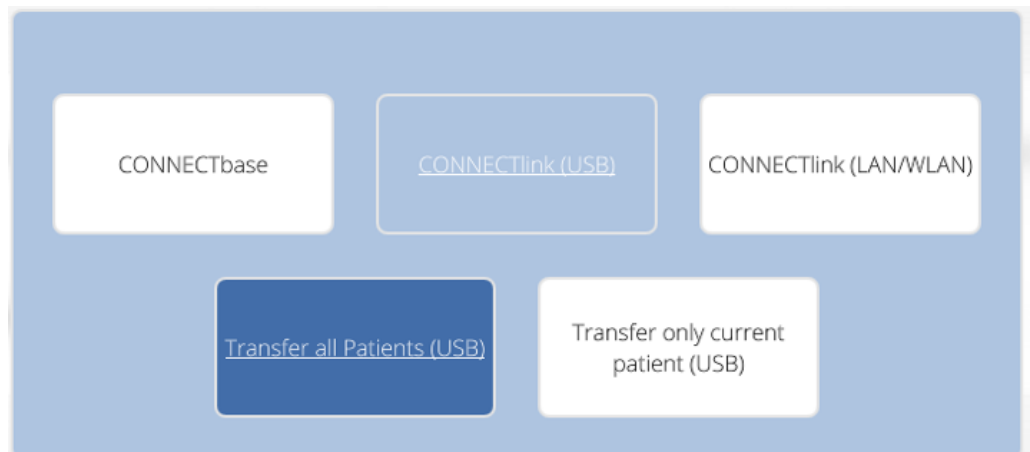 CONNECTbase
CONNECTlink (USB)
CONNECTlink (LAN/WLAN)
Transfer all Patients (USB)
Transfer only current
patient (USB)